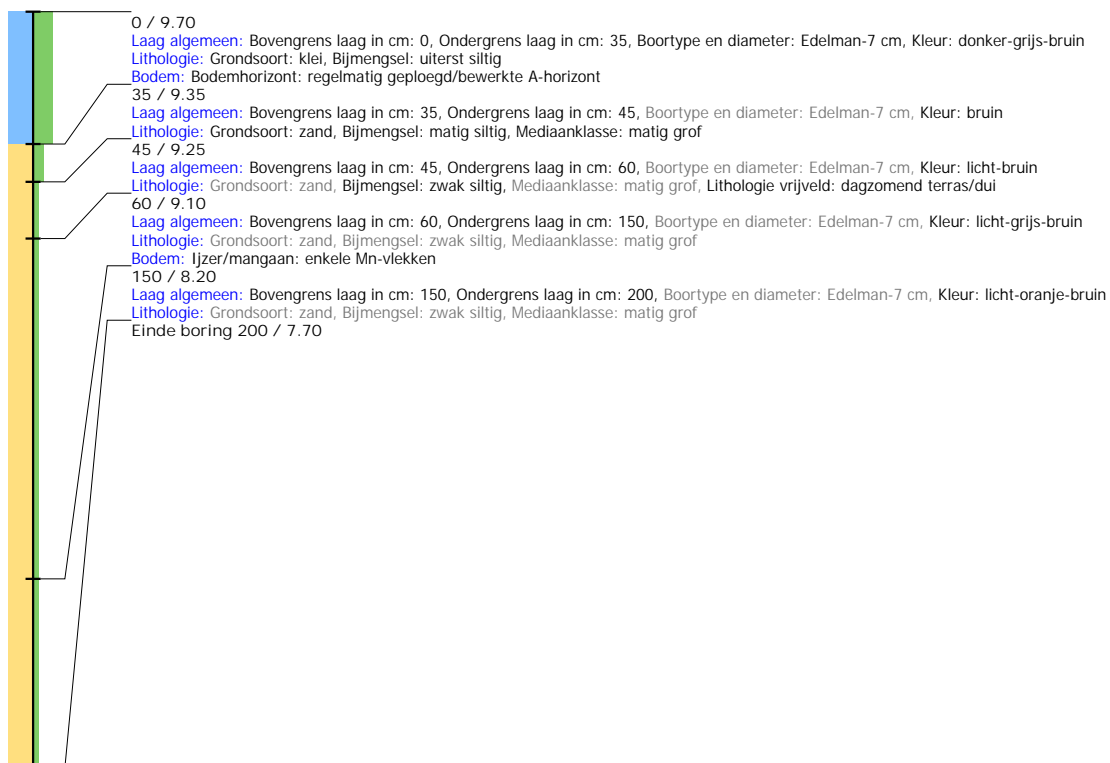 0 / 9.70
Laag algemeen: Bovengrens laag in cm: 0, Ondergrens laag in cm: 35, Boortype en diameter: Edelman-7 cm, Kleur: donker-grijs-bruin
Lithologie: Grondsoort: klei, Bijmengsel: uiterst siltig
Bodem: Bodemhorizont: regelmatig geploegd/bewerkte A-horizont
35 / 9.35
Laag algemeen: Bovengrens laag in cm: 35, Ondergrens laag in cm: 45, Boortype en diameter: Edelman-7 cm, Kleur: bruin
Lithologie: Grondsoort: zand, Bijmengsel: matig siltig, Mediaanklasse: matig grof
45 / 9.25
Laag algemeen: Bovengrens laag in cm: 45, Ondergrens laag in cm: 60, Boortype en diameter: Edelman-7 cm, Kleur: licht-bruin
Lithologie: Grondsoort: zand, Bijmengsel: zwak siltig, Mediaanklasse: matig grof, Lithologie vrijveld: dagzomend terras/dui
60 / 9.10
Laag algemeen: Bovengrens laag in cm: 60, Ondergrens laag in cm: 150, Boortype en diameter: Edelman-7 cm, Kleur: licht-grijs-bruin
Lithologie: Grondsoort: zand, Bijmengsel: zwak siltig, Mediaanklasse: matig grof
Bodem: Ijzer/mangaan: enkele Mn-vlekken
150 / 8.20
Laag algemeen: Bovengrens laag in cm: 150, Ondergrens laag in cm: 200, Boortype en diameter: Edelman-7 cm, Kleur: licht-oranje-bruin
Lithologie: Grondsoort: zand, Bijmengsel: zwak siltig, Mediaanklasse: matig grof
Einde boring 200 / 7.70